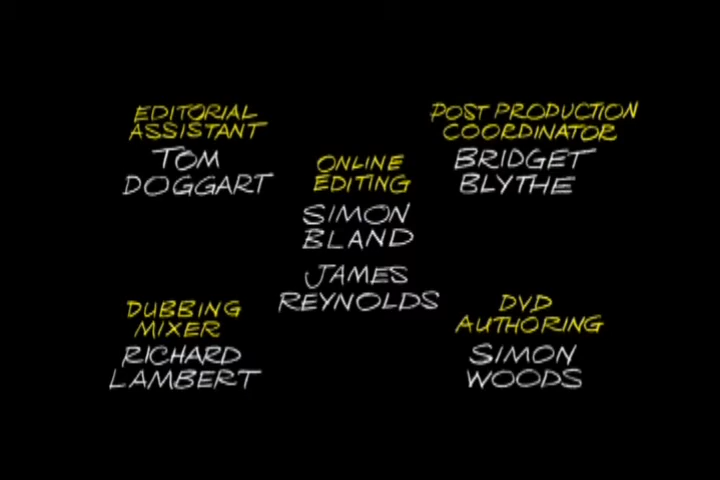 EDITORIAL
ASSISTANT
TOM
DOGGART
POST PRODUCTION
COORDINATOR
BRIDGET
BLYTHE
ONLINE
EDITING
SIMON
BLAND
JAMES
REYNOLDS
DUBBING
MIXER
RICHARD
LAMBERT
DVD
AUTHORING
SIMON
WOODS